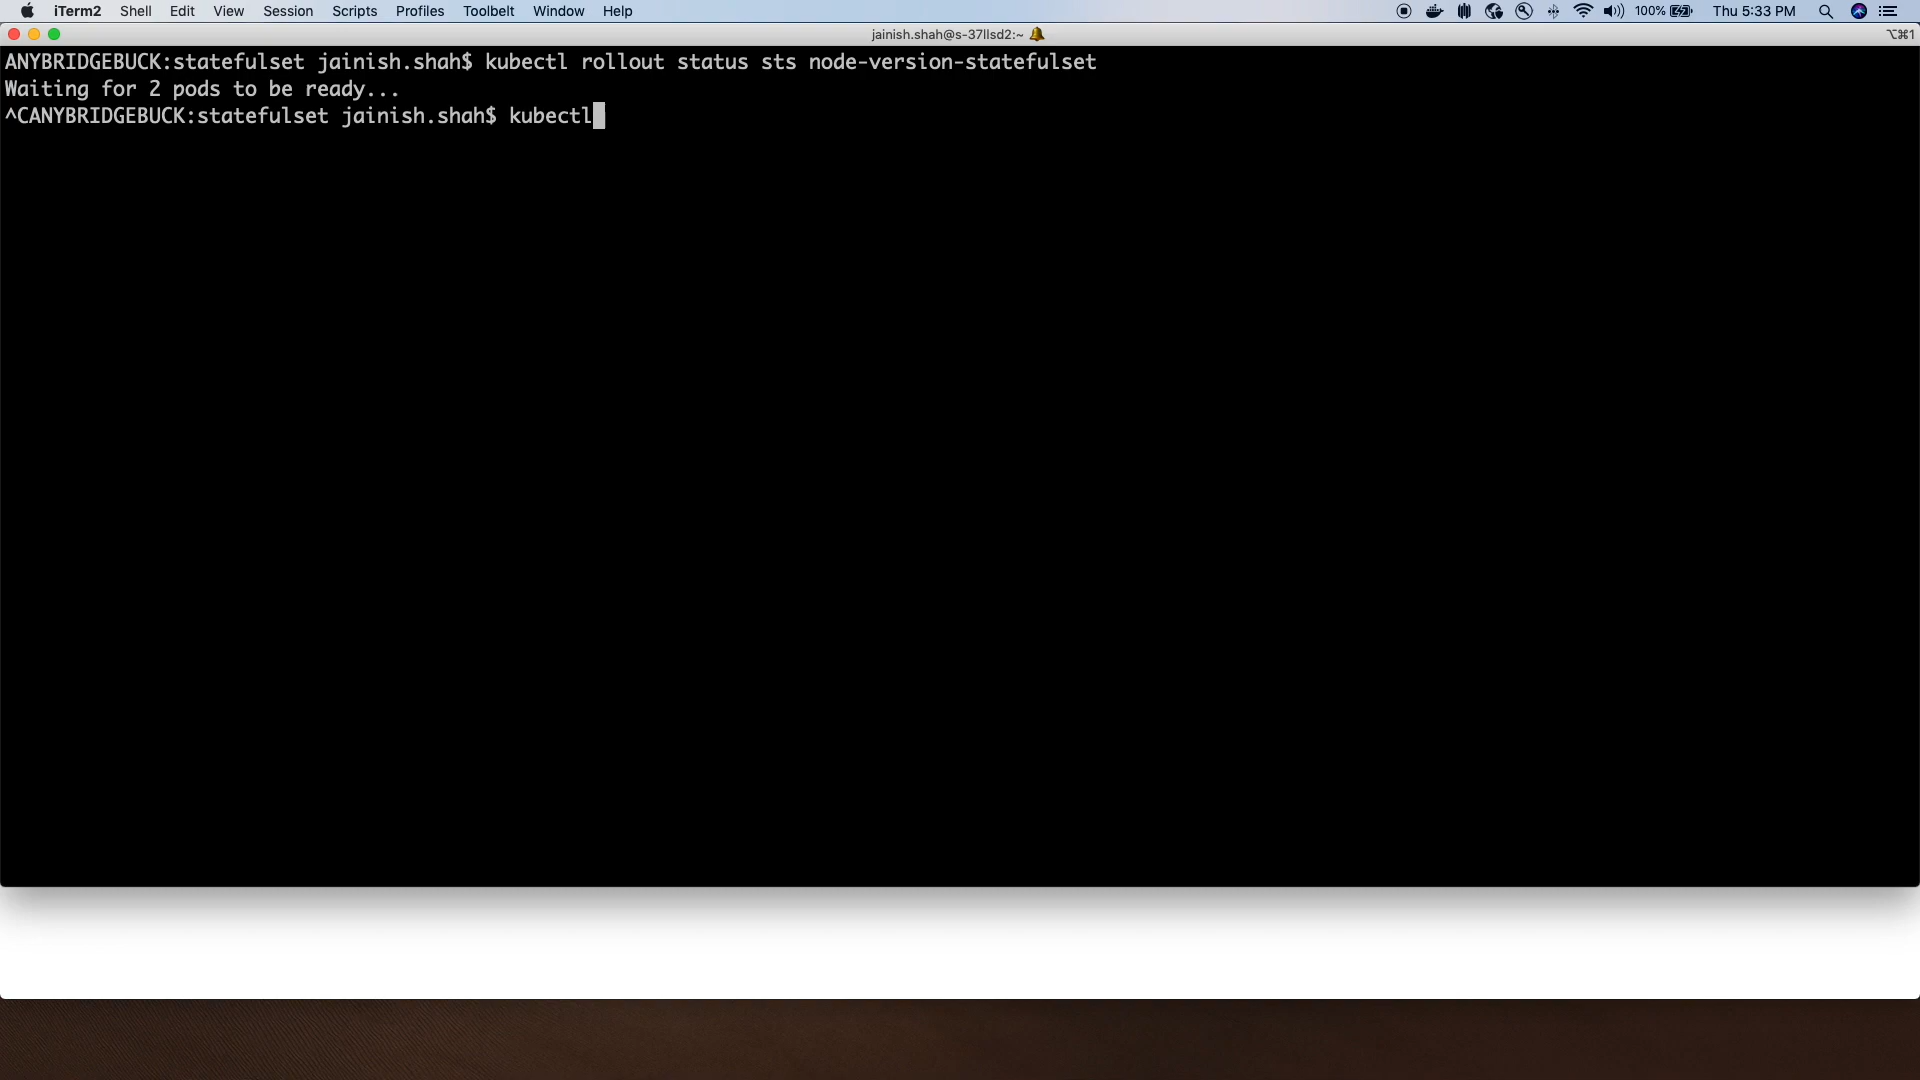 iTerm2 Shell Edit View Session Scripts Profiles Toolbelt Window Help 100% Thu 5:33 PM
jainish.shah@s-37llsd2:~ ⌥⌘1
ANYBRIDGEBUCK:statefulset jainish.shah$ kubectl rollout status sts node-version-statefulset
Waiting for 2 pods to be ready...
^CANYBRIDGEBUCK:statefulset jainish.shah$ kubectl